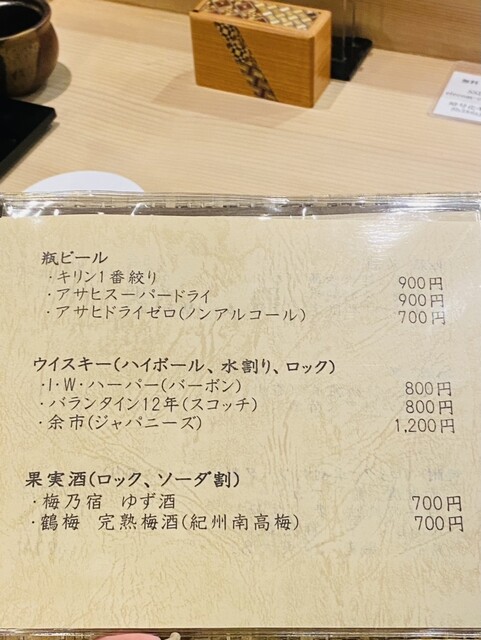 瓶ビール
・キリン1番絞り 900円
・アサヒスーパードライ 900円
・アサヒドライゼロ(ノンアルコール) 700円
ウイスキー(ハイボール、水割り、ロック)
・I・W・ハーパー(バーボン) 800円
・バランタイン12年(スコッチ) 800円
・余市(ジャパニーズ) 1,200円
果実酒(ロック、ソーダ割)
・梅乃宿 ゆず酒 700円
・鶴梅 完熟梅酒(紀州南高梅) 700円